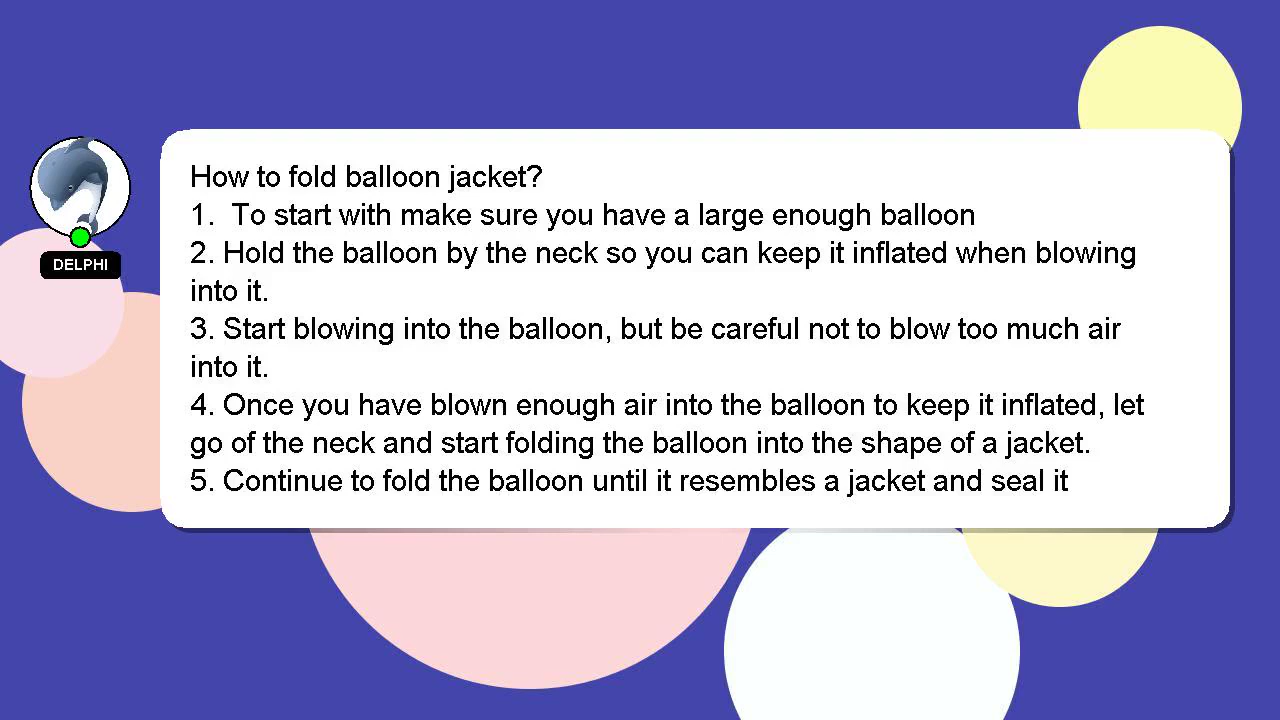 How to fold balloon jacket?
1.  To start with make sure you have a large enough balloon
2. Hold the balloon by the neck so you can keep it inflated when blowing
into it.
3. Start blowing into the balloon, but be careful not to blow too much air
into it.
4. Once you have blown enough air into the balloon to keep it inflated, let
go of the neck and start folding the balloon into the shape of a jacket.
5. Continue to fold the balloon until it resembles a jacket and seal it
DELPHI